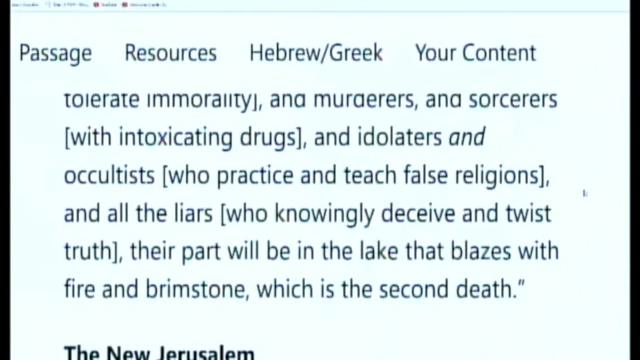 Passage Resources Hebrew/Greek Your Content
tolerate immorality], and murderers, and sorcerers
[with intoxicating drugs], and idolaters and
occultists [who practice and teach false religions],
and all the liars [who knowingly deceive and twist
truth], their part will be in the lake that blazes with
fire and brimstone, which is the second death.”
The New Jerusalem